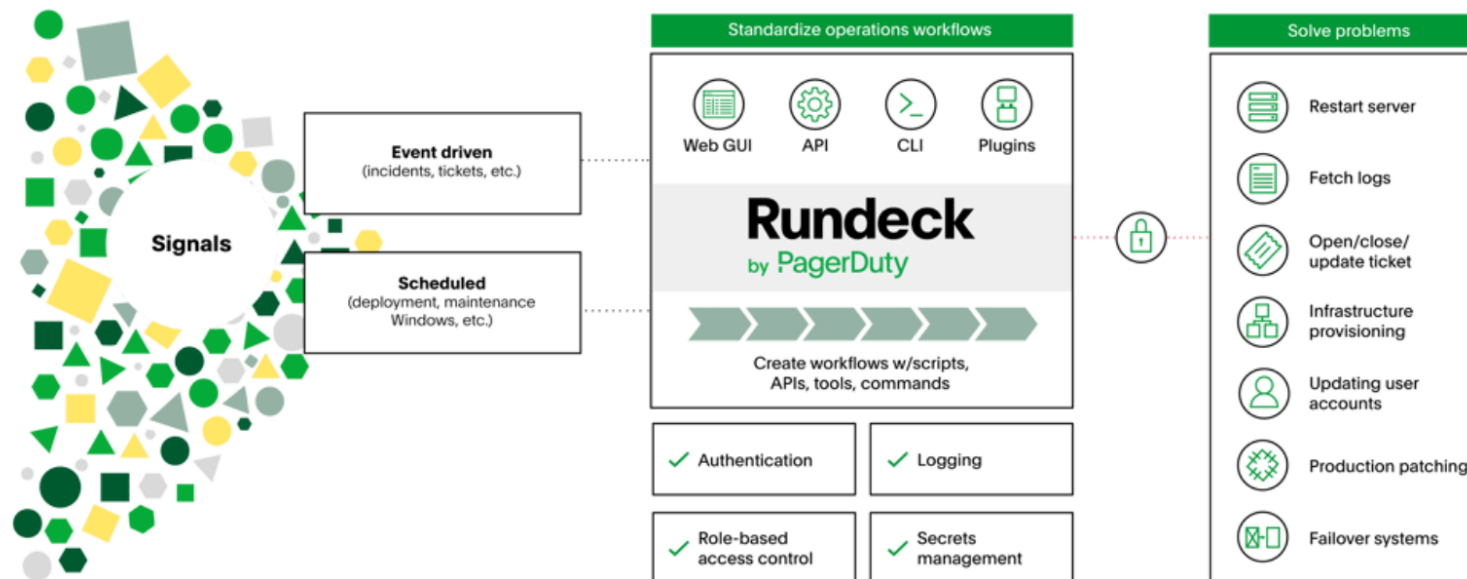 Signals
Event driven
(incidents, tickets, etc.)
Scheduled
(deployment, maintenance
Windows, etc.)
Standardize operations workflows
Web GUI
API
CLI
Plugins
Rundeck
by PagerDuty
Create workflows w/scripts,
APIs, tools, commands
Authentication
Logging
Role-based
access control
Secrets
management
Solve problems
Restart server
Fetch logs
Open/close/
update ticket
Infrastructure
provisioning
Updating user
accounts
Production patching
Failover systems